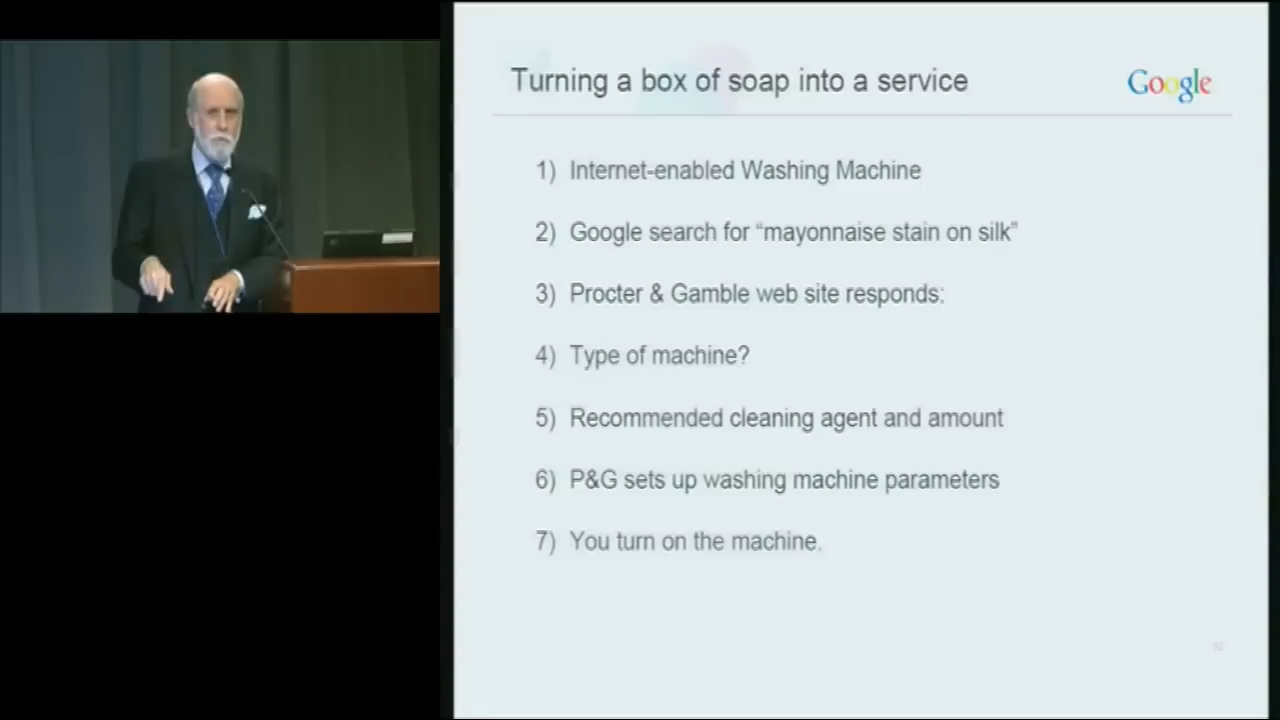 Turning a box of soap into a service
Google
1) Internet-enabled Washing Machine
2) Google search for “mayonnaise stain on silk”
3) Procter & Gamble web site responds:
4) Type of machine?
5) Recommended cleaning agent and amount
6) P&G sets up washing machine parameters
7) You turn on the machine.